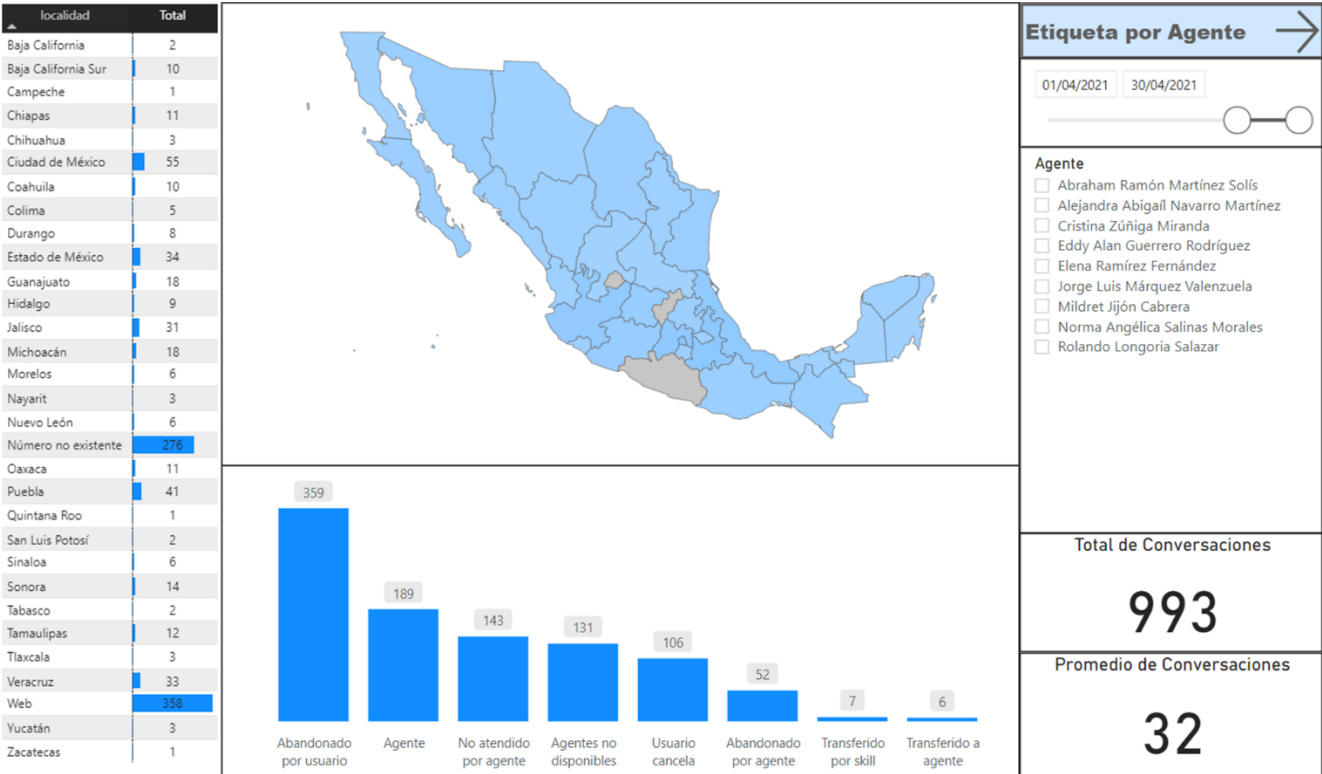 localidad Total
Baja California 2
Baja California Sur 10
Campeche 1
Chiapas 11
Chihuahua 3
Ciudad de México 55
Coahuila 10
Colima 5
Durango 8
Estado de México 34
Guanajuato 18
Hidalgo 9
Jalisco 31
Michoacán 18
Morelos 6
Nayarit 3
Nuevo León 6
Número no existente 276
Oaxaca 11
Puebla 41
Quintana Roo 1
San Luis Potosí 2
Sinaloa 6
Sonora 14
Tabasco 2
Tamaulipas 12
Tlaxcala 3
Veracruz 33
Web 358
Yucatán 3
Zacatecas 1
359
189
143
131
106
52
7
6
Abandonado
por usuario
Agente
No atendido
por agente
Agentes no
disponibles
Usuario
cancela
Abandonado
por agente
Transferido
por skill
Transferido a
agente
Etiqueta por Agente
01/04/2021 30/04/2021
Agente
Abraham Ramón Martínez Solís
Alejandra Abigaíl Navarro Martínez
Cristina Zúñiga Miranda
Eddy Alan Guerrero Rodríguez
Elena Ramírez Fernández
Jorge Luis Márquez Valenzuela
Mildret Jijón Cabrera
Norma Angélica Salinas Morales
Rolando Longoria Salazar
Total de Conversaciones
993
Promedio de Conversaciones
32